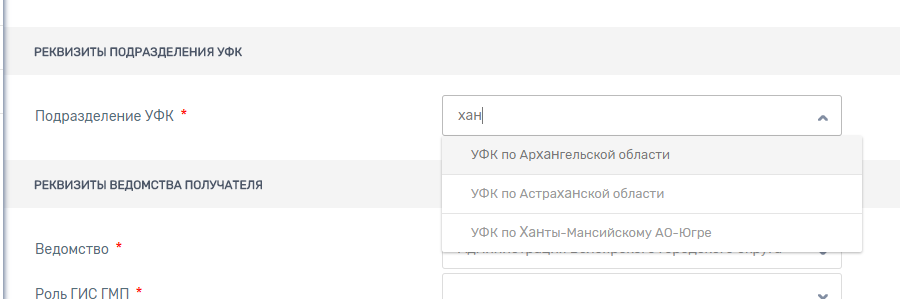 РЕКВИЗИТЫ ПОДРАЗДЕЛЕНИЯ УФК
Подразделение УФК *
хан
УФК по Архангельской области
УФК по Астраханской области
УФК по Ханты-Мансийскому АО-Югре
РЕКВИЗИТЫ ВЕДОМСТВА ПОЛУЧАТЕЛЯ
Ведомство *
Роль ГИС ГМП *